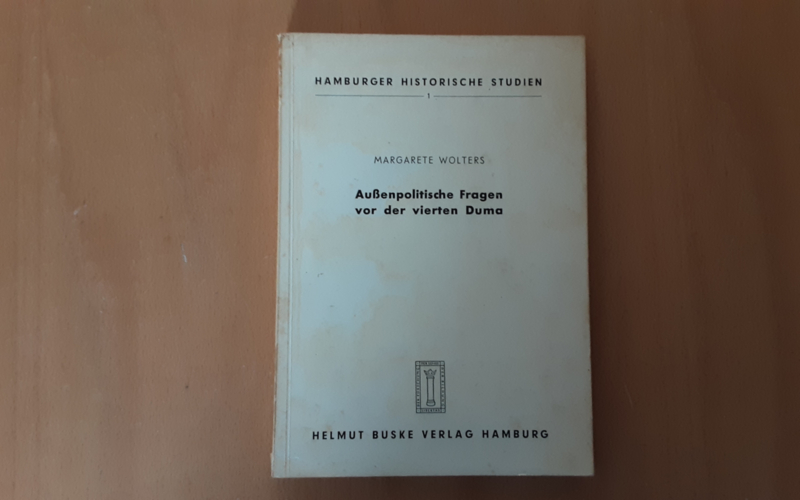 HAMBURGER HISTORISCHE STUDIEN
1
MARGARETE WOLTERS
Außenpolitische Fragen
vor der vierten Duma
HELMUT BUSKE VERLAG HAMBURG